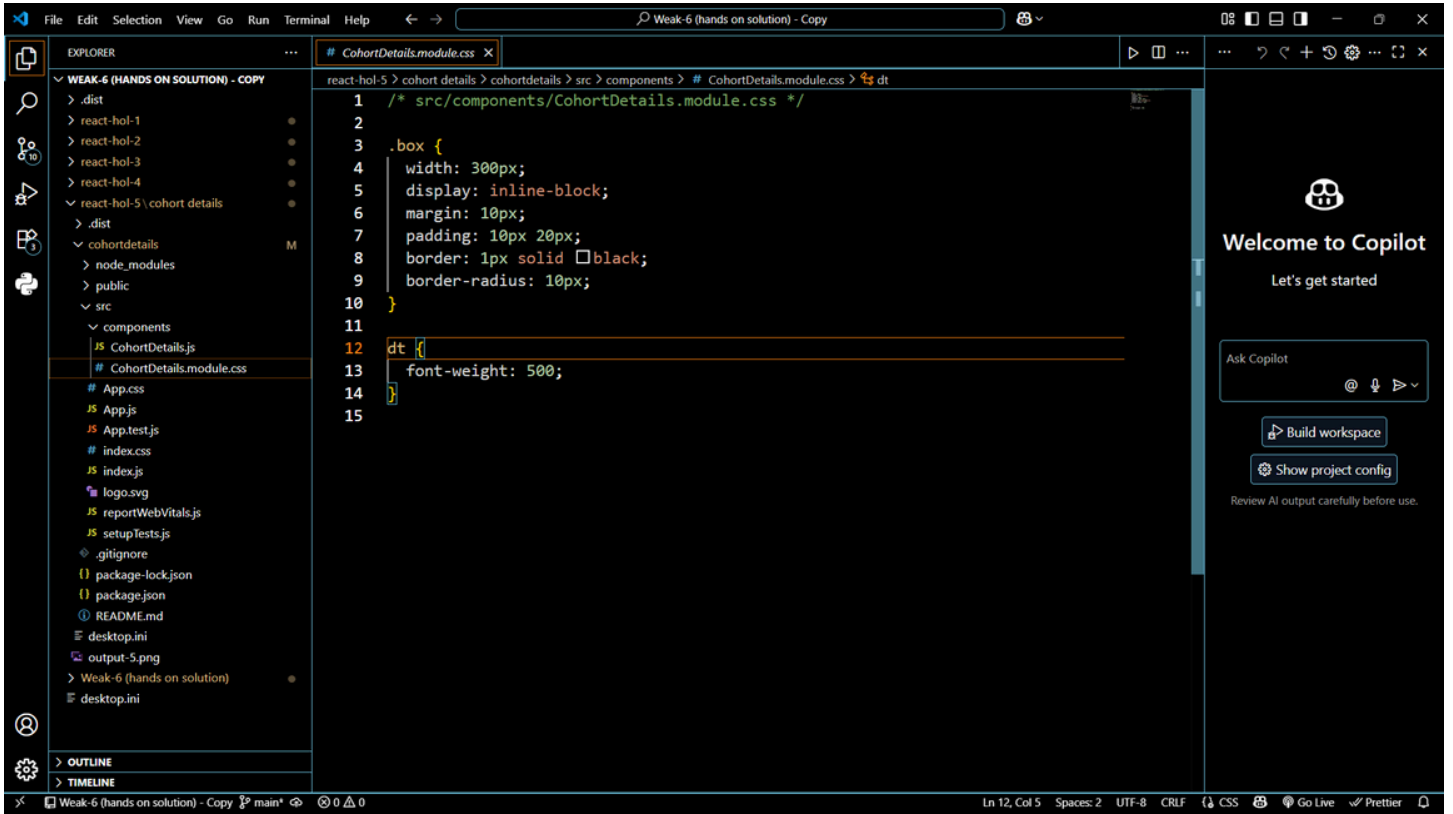 File Edit Selection View Go Run Terminal Help
Weak-6 (hands on solution) - Copy
EXPLORER
WEAK-6 (HANDS ON SOLUTION) - COPY
.dist
react-hol-1
react-hol-2
react-hol-3
react-hol-4
react-hol-5 \ cohort details
.dist
cohortdetails M
node_modules
public
src
components
JS CohortDetails.js
# CohortDetails.module.css
# App.css
JS App.js
JS App.test.js
# index.css
JS index.js
logo.svg
JS reportWebVitals.js
JS setupTests.js
.gitignore
{} package-lock.json
{} package.json
README.md
desktop.ini
output-5.png
Weak-6 (hands on solution)
desktop.ini
OUTLINE
TIMELINE
10
3
# CohortDetails.module.css
react-hol-5 > cohort details > cohortdetails > src > components > # CohortDetails.module.css > dt
1 /* src/components/CohortDetails.module.css */
2
3 .box {
4 width: 300px;
5 display: inline-block;
6 margin: 10px;
7 padding: 10px 20px;
8 border: 1px solid black;
9 border-radius: 10px;
10 }
11
12 dt {
13 font-weight: 500;
14 }
15
Welcome to Copilot
Let's get started
Ask Copilot
@
Build workspace
Show project config
Review AI output carefully before use.
Weak-6 (hands on solution) - Copy main* 0 0 Ln 12, Col 5 Spaces: 2 UTF-8 CRLF CSS Go Live Prettier